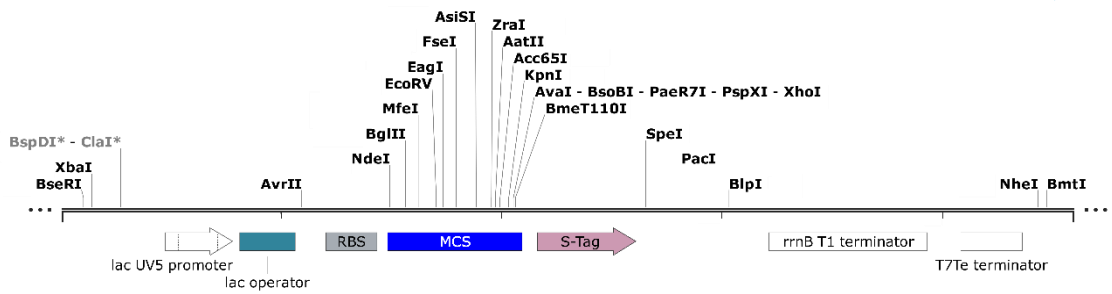 AsiSI
ZraI
FseI
AatII
EagI
Acc65I
EcoRV
KpnI
MfeI
AvaI - BsoBI - PaeR7I - PspXI - XhoI
BglII
BmeT110I
BspDI* - ClaI*
NdeI
SpeI
XbaI
PacI
BseRI
AvrII
BlpI
NheI
BmtI
...
...
RBS
MCS
S-Tag
rrnB T1 terminator
lac UV5 promoter
T7Te terminator
lac operator